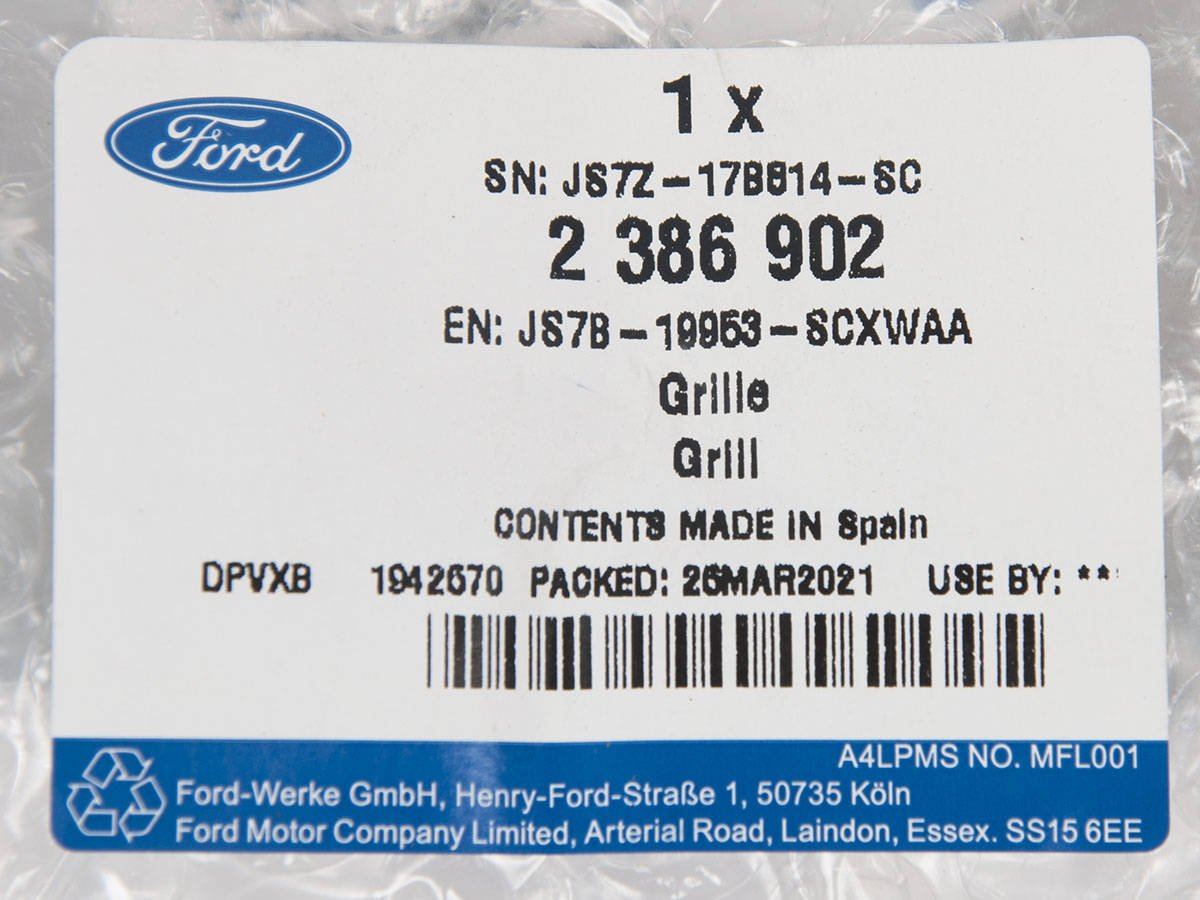 Ford
1 x
SN: JS7Z-17B814-SC
2 386 902
EN: JS7B-19953-SCXWAA
Grille
Grill
CONTENTS MADE IN Spain
DPVXB 1942670 PACKED: 26MAR2021 USE BY: **
A4LPMS NO. MFL001
Ford-Werke GmbH, Henry-Ford-Straße 1, 50735 Köln
Ford Motor Company Limited, Arterial Road, Laindon, Essex. SS15 6EE